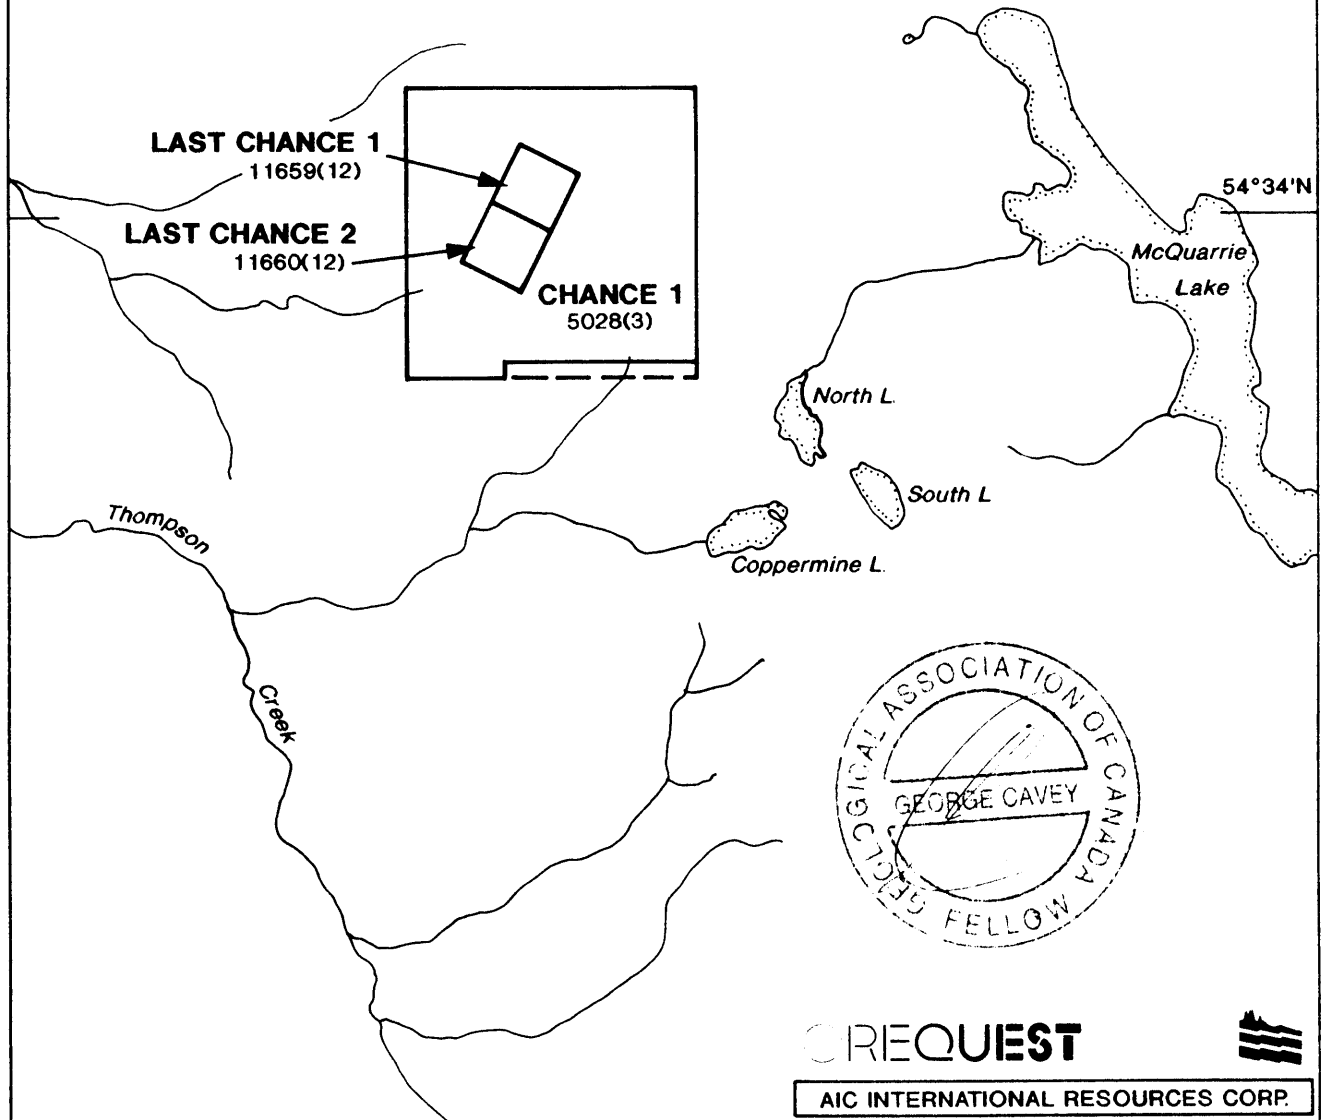 LAST CHANCE 1
11659(12)
LAST CHANCE 2
11660(12)
CHANCE 1
5028(3)
54°34'N
McQuarrie
Lake
North L.
South L
Coppermine L.
Thompson
Creek
GEOLOGICAL ASSOCIATION OF CANADA
GEORGE CAVEY
FELLOW
OREQUEST
AIC INTERNATIONAL RESOURCES CORP.